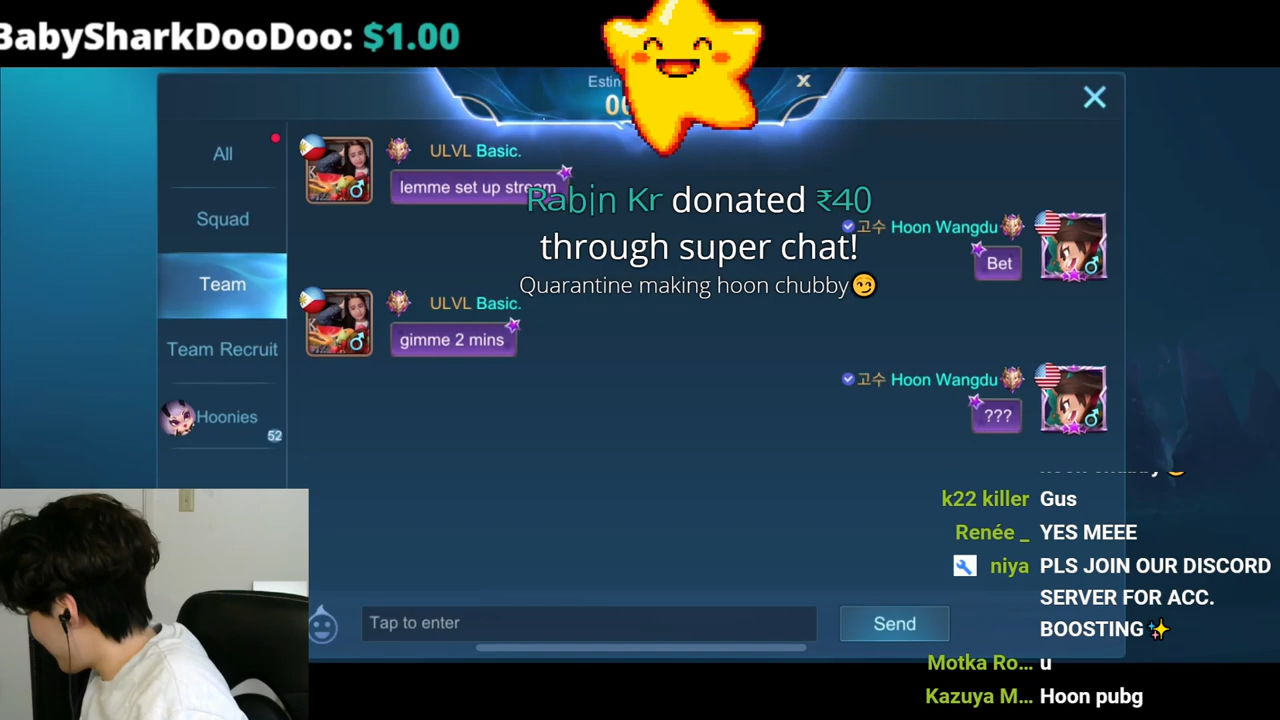 BabySharkDooDoo: $1.00
All
Squad
Team
Team Recruit
Hoonies
52
X
ULVL Basic.
lemme set up stream
Rabin Kr donated ₹40
through super chat!
Quarantine making hoon chubby😏
고수 Hoon Wangdu
Bet
ULVL Basic.
gimme 2 mins
고수 Hoon Wangdu
???
k22 killer Gus
Renée _ YES MEEE
niya PLS JOIN OUR DISCORD
SERVER FOR ACC.
BOOSTING ✨
Motka Ro... u
Kazuya M... Hoon pubg
Tap to enter
Send